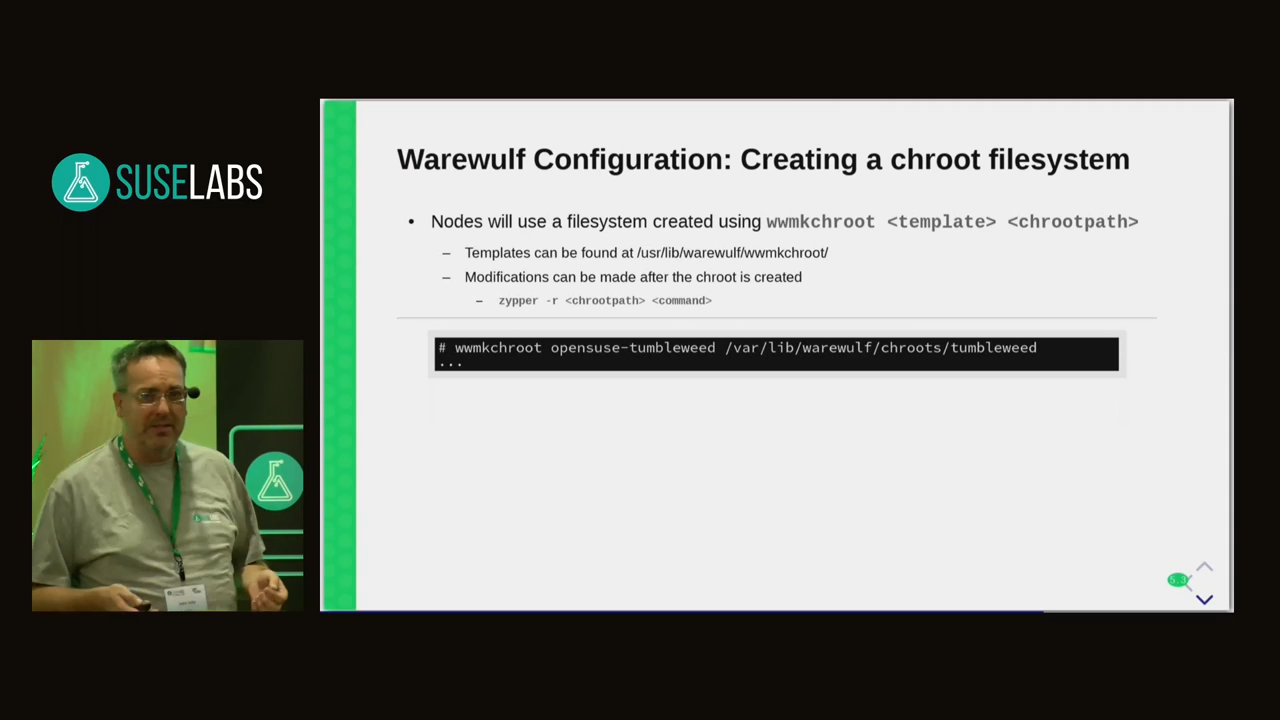 SUSELABS
Warewulf Configuration: Creating a chroot filesystem
• Nodes will use a filesystem created using wwmkchroot <template> <chrootpath>
– Templates can be found at /usr/lib/warewulf/wwmkchroot/
– Modifications can be made after the chroot is created
– zypper -r <chrootpath> <command>
# wwmkchroot opensuse-tumbleweed /var/lib/warewulf/chroots/tumbleweed
...
5.3